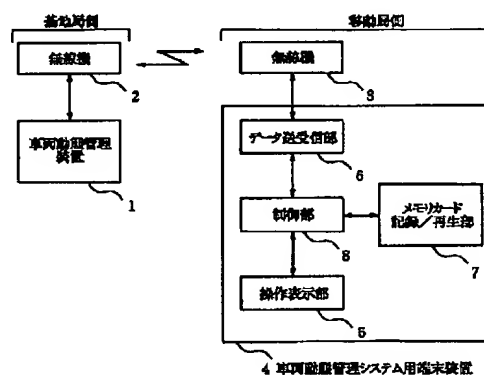 基地局側
無線機
2
車両動態管理
装置
1
移動局側
無線機
3
データ送受信部
6
制御部
8
メモリカード
記録/再生部
7
操作表示部
5
4 車両動態管理システム用端末装置